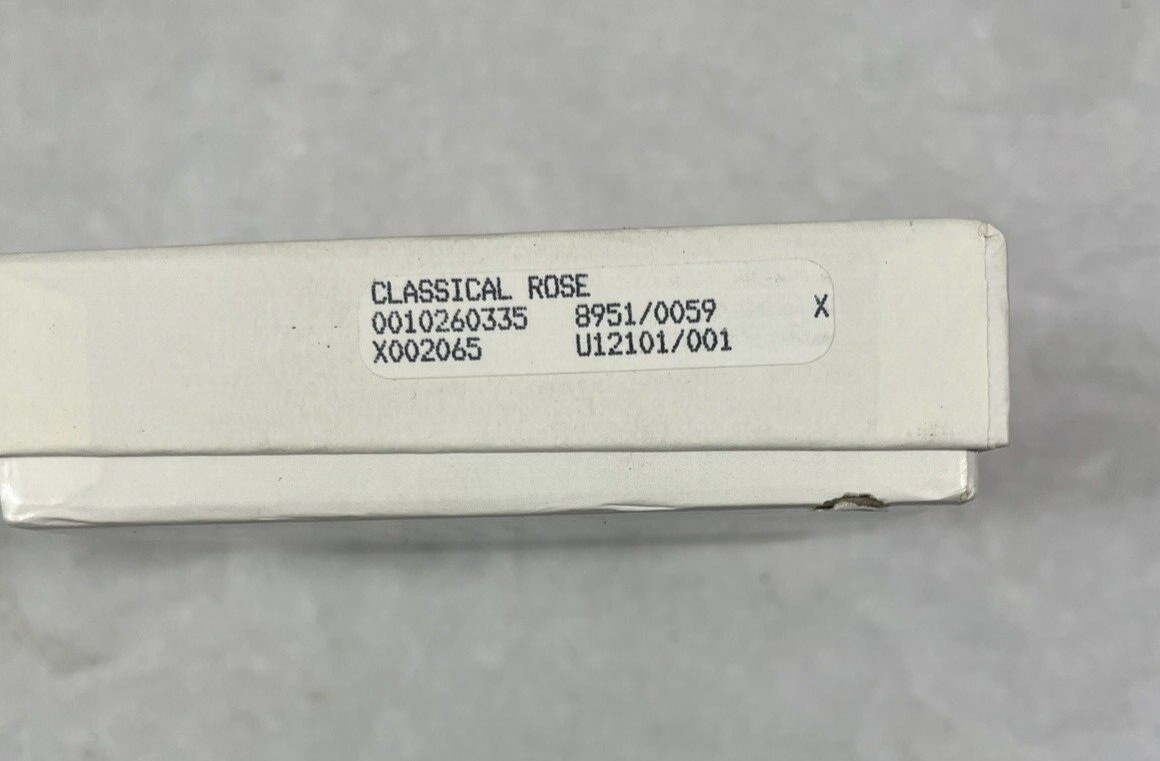 CLASSICAL ROSE
0010260335 8951/0059 X
X002065 U12101/001